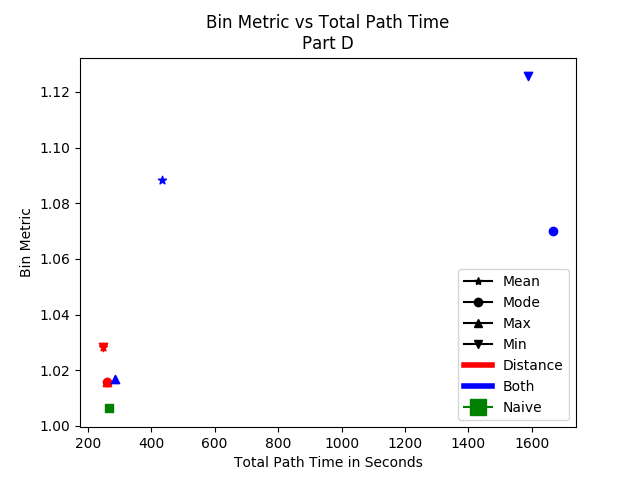 Bin Metric vs Total Path Time
Part D
1.12
1.10
1.08
1.06
1.04
1.02
1.00
Bin Metric
200 400 600 800 1000 1200 1400 1600
Total Path Time in Seconds
Mean
Mode
Max
Min
Distance
Both
Naive